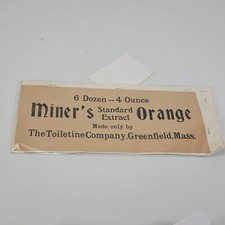 6 Dozen -- 4 Ounce
Miner's Standard Extract Orange
Made only by
The Toiletine Company, Greenfield, Mass.